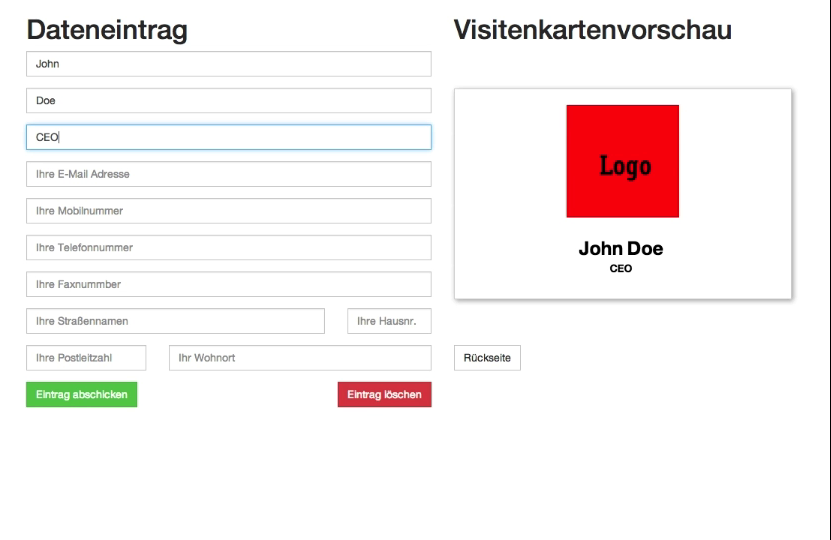 Dateneintrag
John
Doe
CEO
Ihre E-Mail Adresse
Ihre Mobilnummer
Ihre Telefonnummer
Ihre Faxnummber
Ihre Straßennamen
Ihre Hausnr.
Ihre Postleitzahl
Ihr Wohnort
Eintrag abschicken
Eintrag löschen
Visitenkartenvorschau
Logo
John Doe
CEO
Rückseite